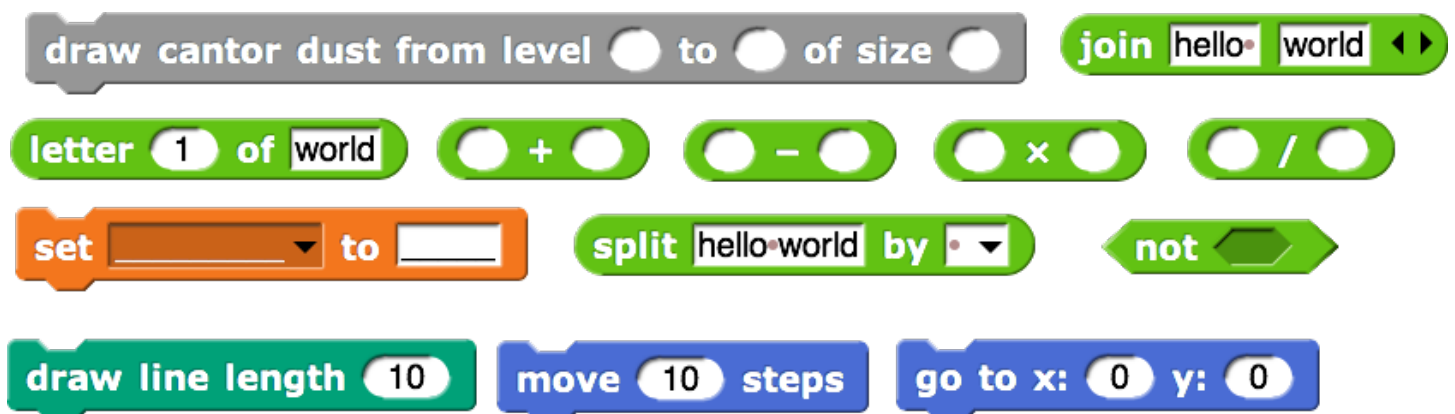 draw cantor dust from level to of size join hello world
letter 1 of world + - × /
set to split hello world by not
draw line length 10 move 10 steps go to x: 0 y: 0